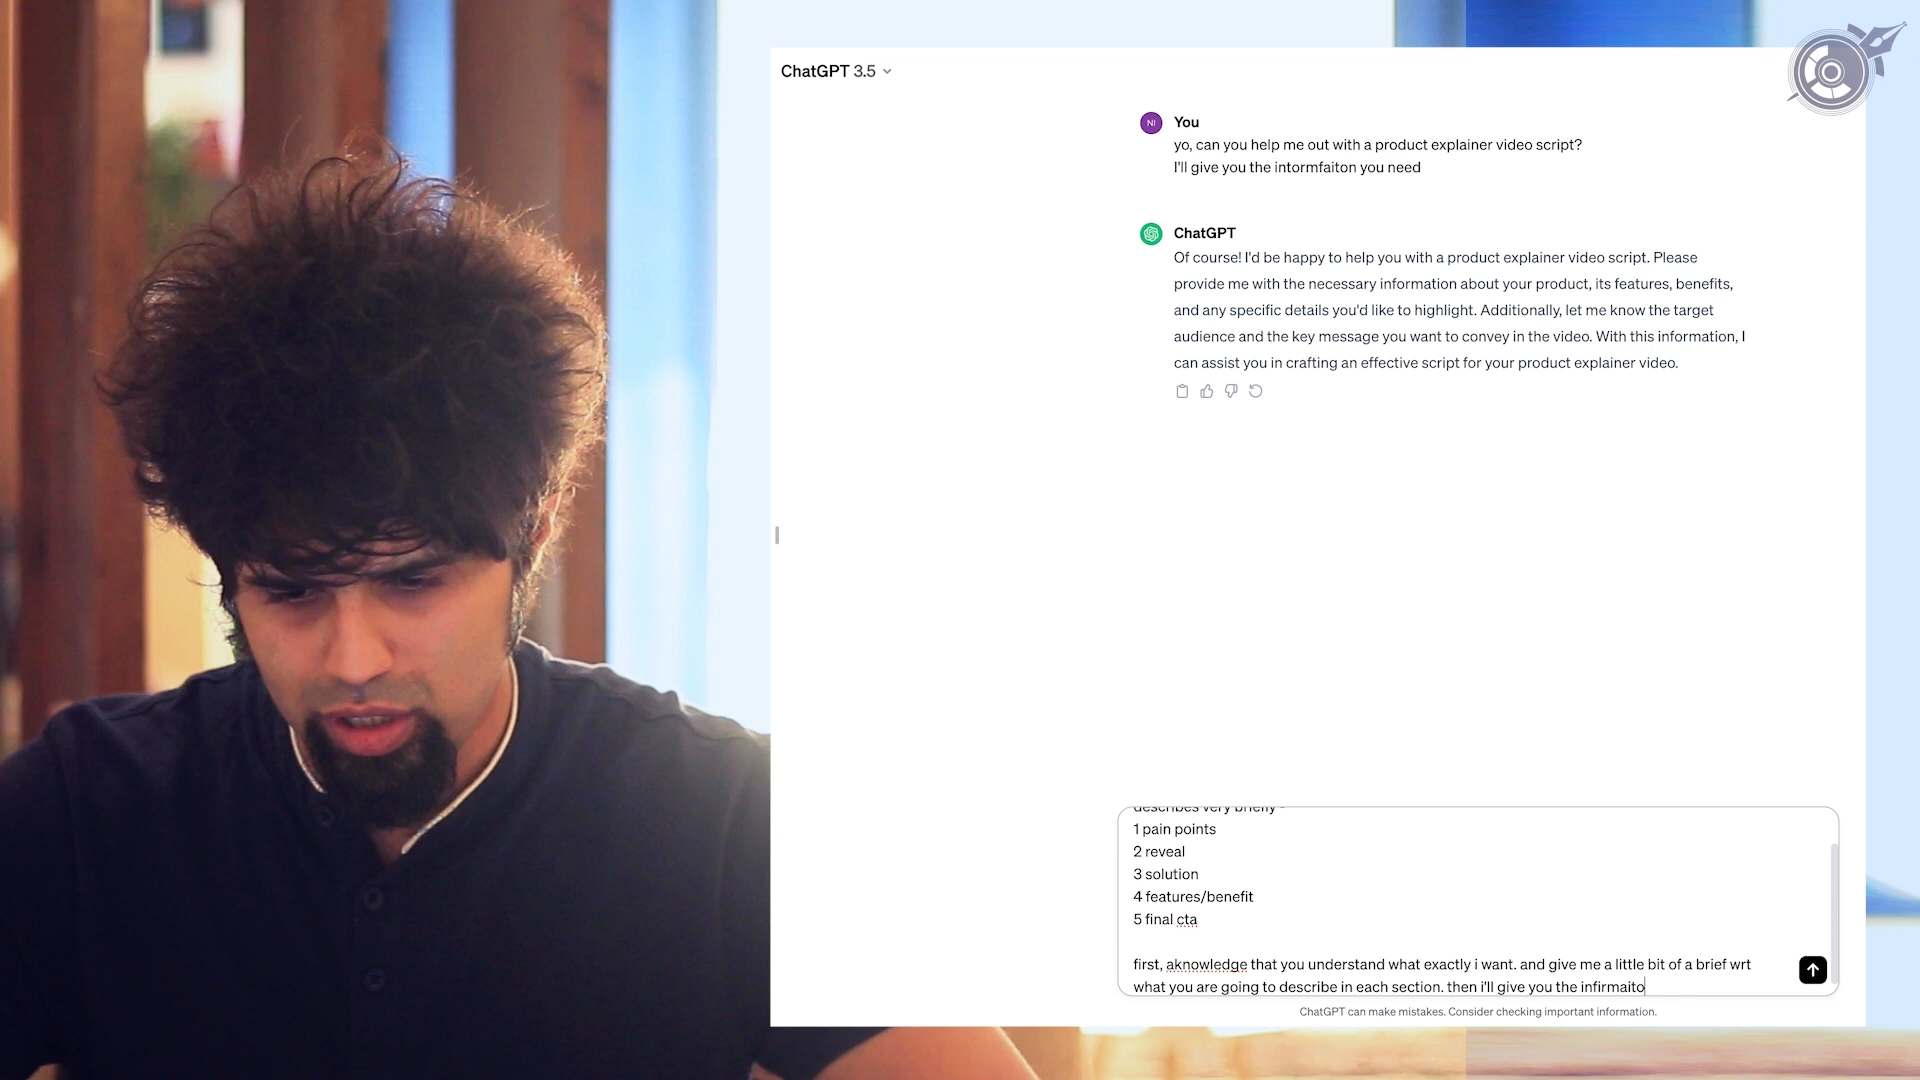 ChatGPT 3.5
NI
You
yo, can you help me out with a product explainer video script?
I'll give you the intormfaiton you need
ChatGPT
Of course! I'd be happy to help you with a product explainer video script. Please
provide me with the necessary information about your product, its features, benefits,
and any specific details you'd like to highlight. Additionally, let me know the target
audience and the key message you want to convey in the video. With this information, I
can assist you in crafting an effective script for your product explainer video.
describes very briefly -
1 pain points
2 reveal
3 solution
4 features/benefit
5 final cta
first, aknowledge that you understand what exactly i want. and give me a little bit of a brief wrt
what you are going to describe in each section. then i'll give you the infirmaito
ChatGPT can make mistakes. Consider checking important information.